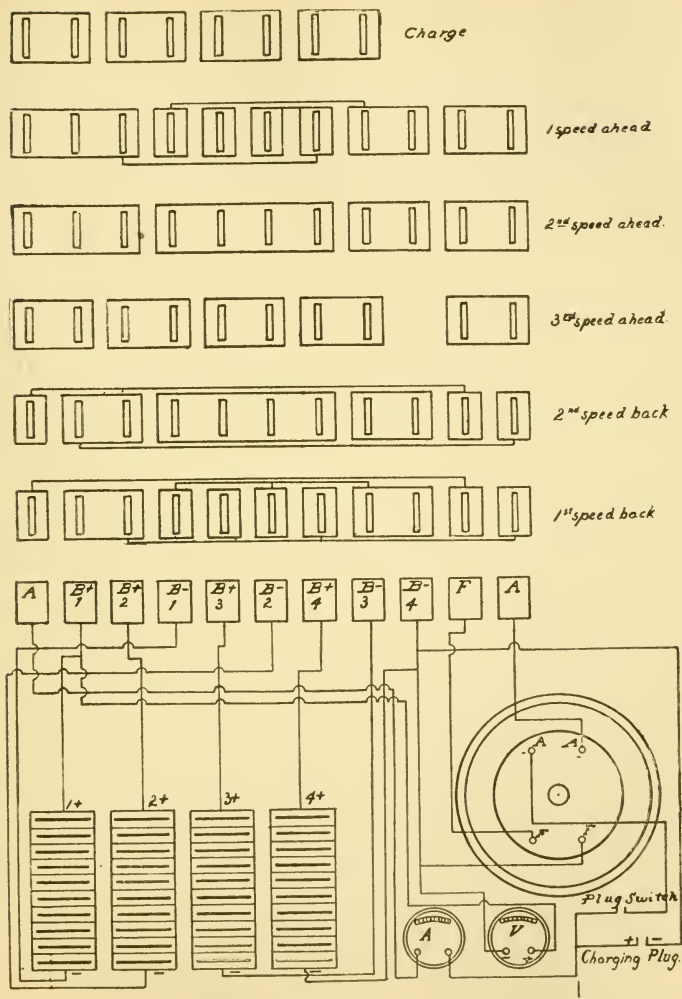 Charge
1 speed ahead
2nd speed ahead.
3rd speed ahead.
2nd speed back
1st speed back
A B+ B+ B- B+ B- B+ B- B- F A
1 2 1 3 2 4 3 4
A A
- -
1+ 2+ 3+ 4+
F F
Plug Switch
A V
- +
+ -
Charging Plug.
- - - -